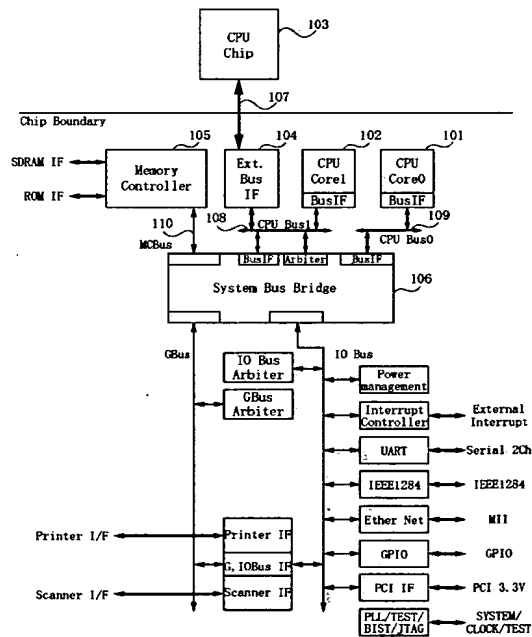 CPU
Chip
103
107
Chip Boundary
105
104
102
101
SDRAM IF
ROM IF
Memory
Controller
Ext.
Bus
IF
CPU
Core1
BusIF
CPU
Core0
BusIF
110
MCBus
108
CPU Bus1
109
CPU Bus0
BusIF
Arbiter
BusIF
System Bus Bridge
106
GBus
IO Bus
IO Bus
Arbiter
GBus
Arbiter
Power
management
Interrupt
Controller
External
Interrupt
UART
Serial 2Ch
IEEE1284
IEEE1284
Ether Net
MII
Printer I/F
Printer IF
GPIO
GPIO
G, IOBus IF
PCI IF
PCI 3.3V
Scanner I/F
Scanner IF
PLL/TEST/
BIST/JTAG
SYSTEM/
CLOCK/TEST